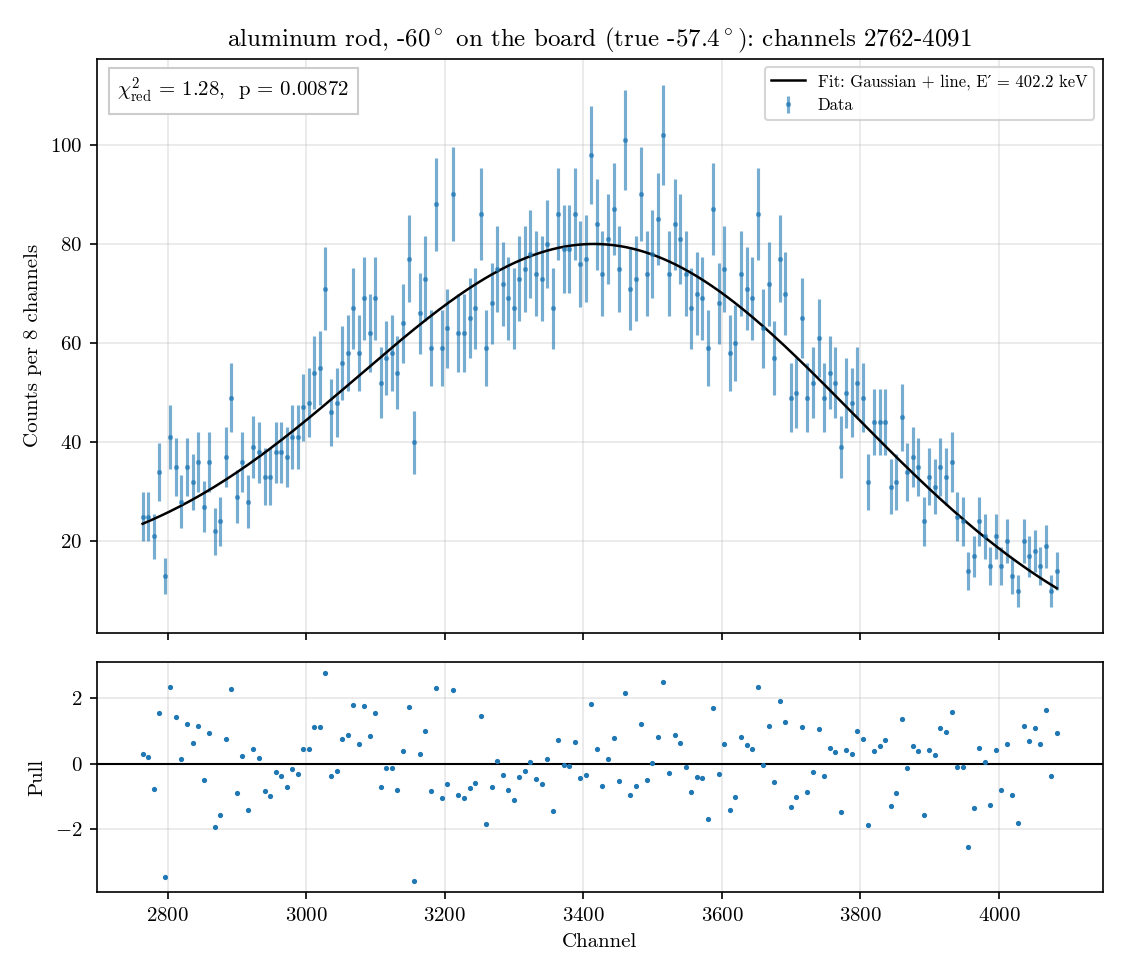 aluminum rod, -60° on the board (true -57.4°): channels 2762-4091
χ²red = 1.28, p = 0.00872
Fit: Gaussian + line, E′ = 402.2 keV
Data
Counts per 8 channels
100
80
60
40
20
Pull
2
0
−2
2800 3000 3200 3400 3600 3800 4000
Channel